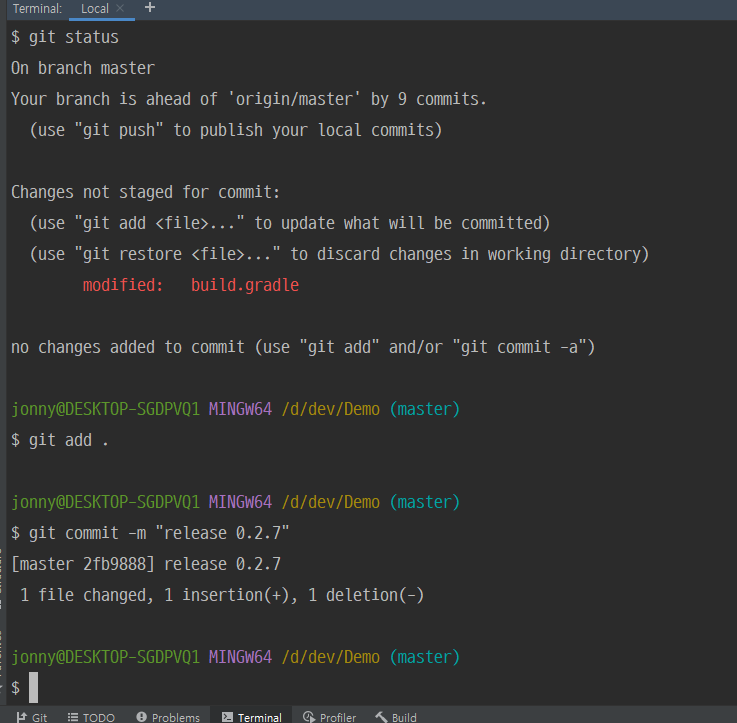 Terminal: Local × +
$ git status
On branch master
Your branch is ahead of 'origin/master' by 9 commits.
  (use "git push" to publish your local commits)

Changes not staged for commit:
  (use "git add <file>..." to update what will be committed)
  (use "git restore <file>..." to discard changes in working directory)
        modified:   build.gradle

no changes added to commit (use "git add" and/or "git commit -a")

jonny@DESKTOP-SGDPVQ1 MINGW64 /d/dev/Demo (master)
$ git add .

jonny@DESKTOP-SGDPVQ1 MINGW64 /d/dev/Demo (master)
$ git commit -m "release 0.2.7"
[master 2fb9888] release 0.2.7
 1 file changed, 1 insertion(+), 1 deletion(-)

jonny@DESKTOP-SGDPVQ1 MINGW64 /d/dev/Demo (master)
$
Git TODO Problems Terminal Profiler Build